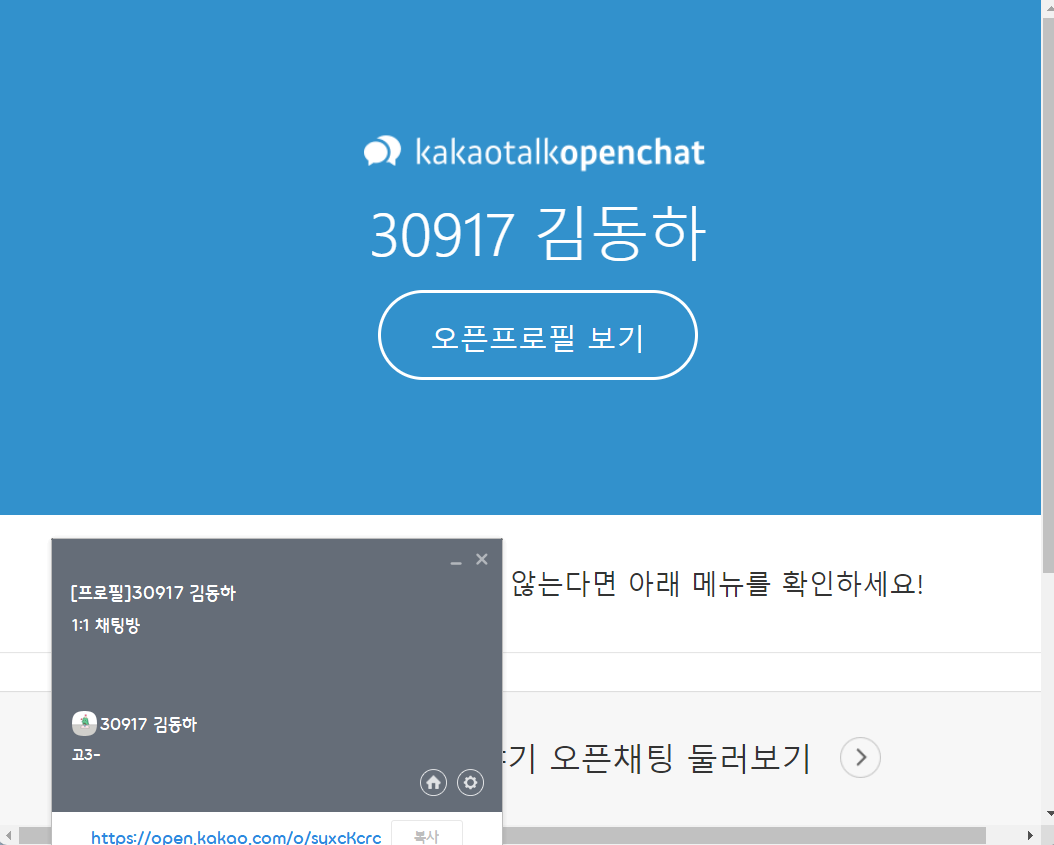 kakaotalkopenchat
30917 김동하
오픈프로필 보기
않는다면 아래 메뉴를 확인하세요!
[프로필]30917 김동하
1:1 채팅방
30917 김동하
고3-
기 오픈채팅 둘러보기
https://open.kakao.com/o/syxcKcrc
복사